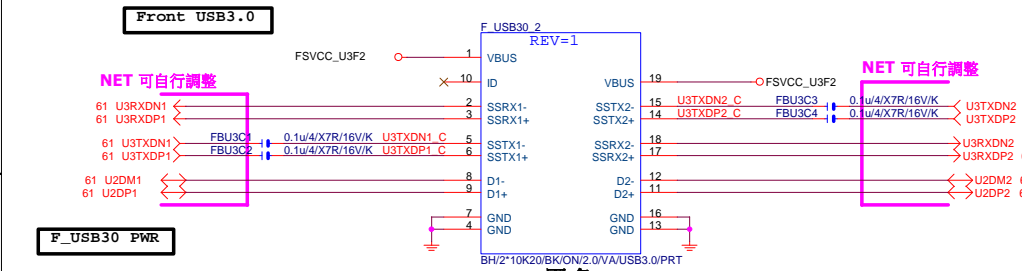 Front USB3.0
F_USB30_2
REV=1
FSVCC_U3F2
1 VBUS
NET 可自行調整
10 ID
VBUS 19
FSVCC_U3F2
NET 可自行調整
61 U3RXDN1
2 SSRX1-
61 U3RXDP1
3 SSRX1+
SSTX2- 15 U3TXDN2_C FBU3C3 0.1u/4/X7R/16V/K U3TXDN2
SSTX2+ 14 U3TXDP2_C FBU3C4 0.1u/4/X7R/16V/K U3TXDP2
61 U3TXDN1 FBU3C1 0.1u/4/X7R/16V/K U3TXDN1_C 5 SSTX1-
61 U3TXDP1 FBU3C2 0.1u/4/X7R/16V/K U3TXDP1_C 6 SSTX1+
SSRX2- 18 U3RXDN2
SSRX2+ 17 U3RXDP2
61 U2DM1 8 D1-
61 U2DP1 9 D1+
D2- 12 U2DM2
D2+ 11 U2DP2
7 GND
4 GND
GND 16
GND 13
F_USB30 PWR
BH/2*10K20/BK/ON/2.0/VA/USB3.0/PRT